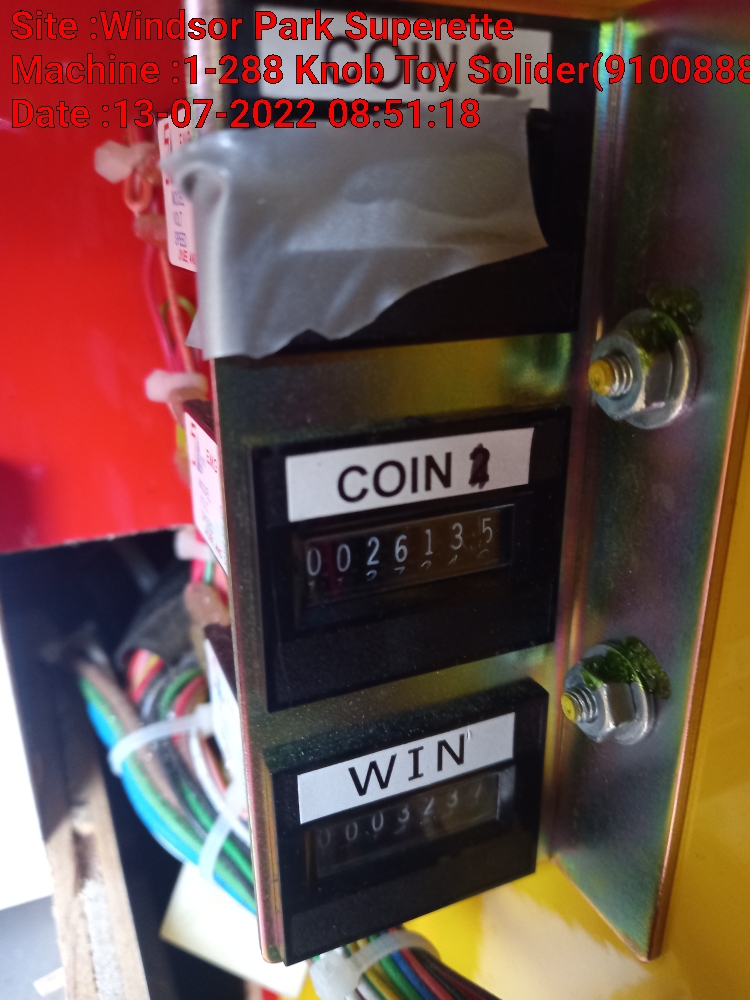 Site :Windsor Park Superette
Machine :1-288 Knob Toy Solider(9100888
Date :13-07-2022 08:51:18
COIN
COIN
0026135
WIN